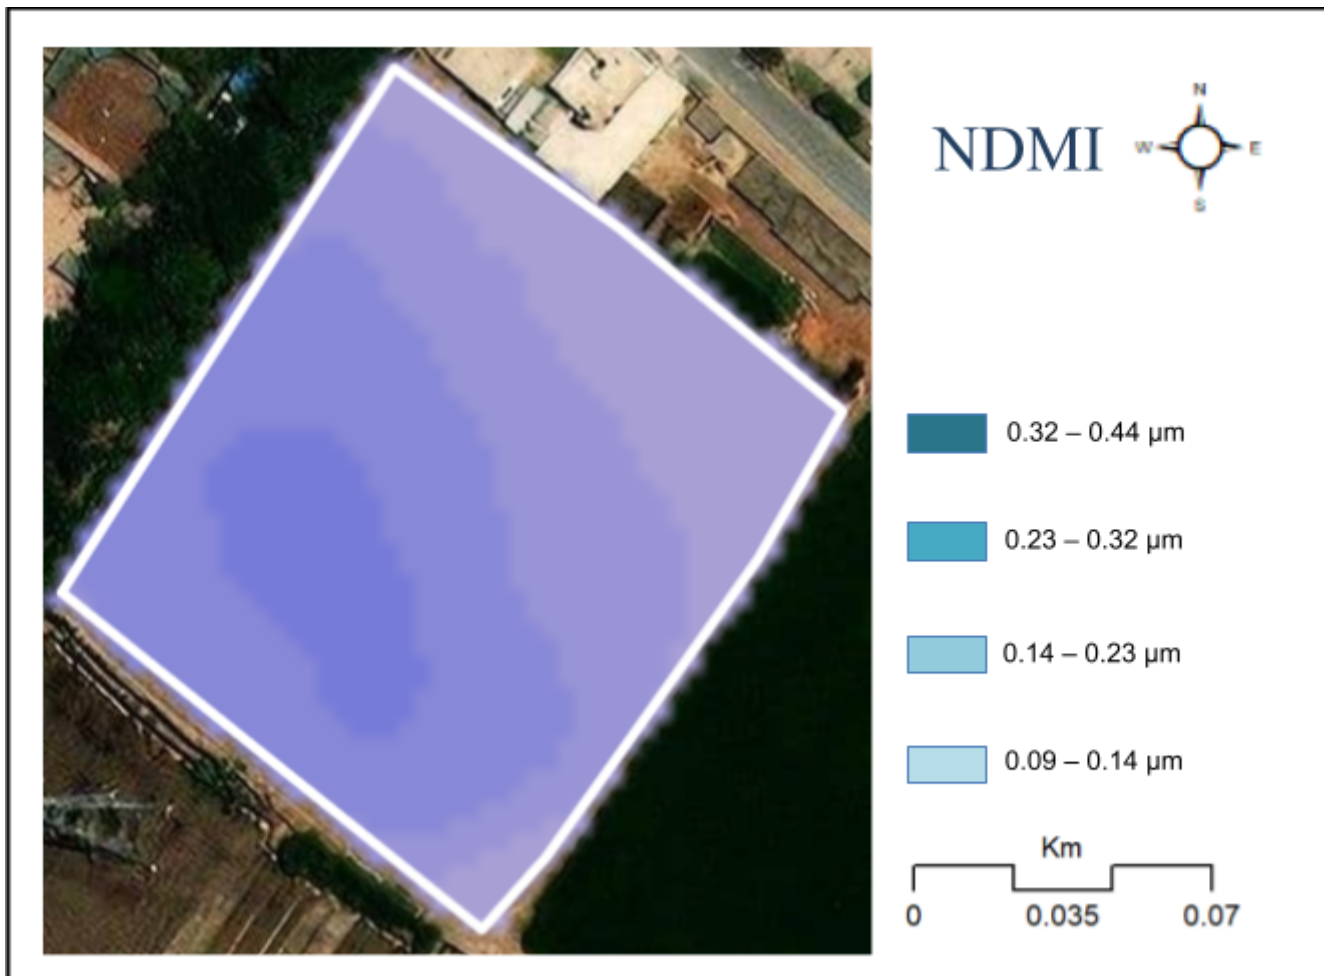 NDMI
N
W E
S
0.32 – 0.44 µm
0.23 – 0.32 µm
0.14 – 0.23 µm
0.09 – 0.14 µm
Km
0 0.035 0.07